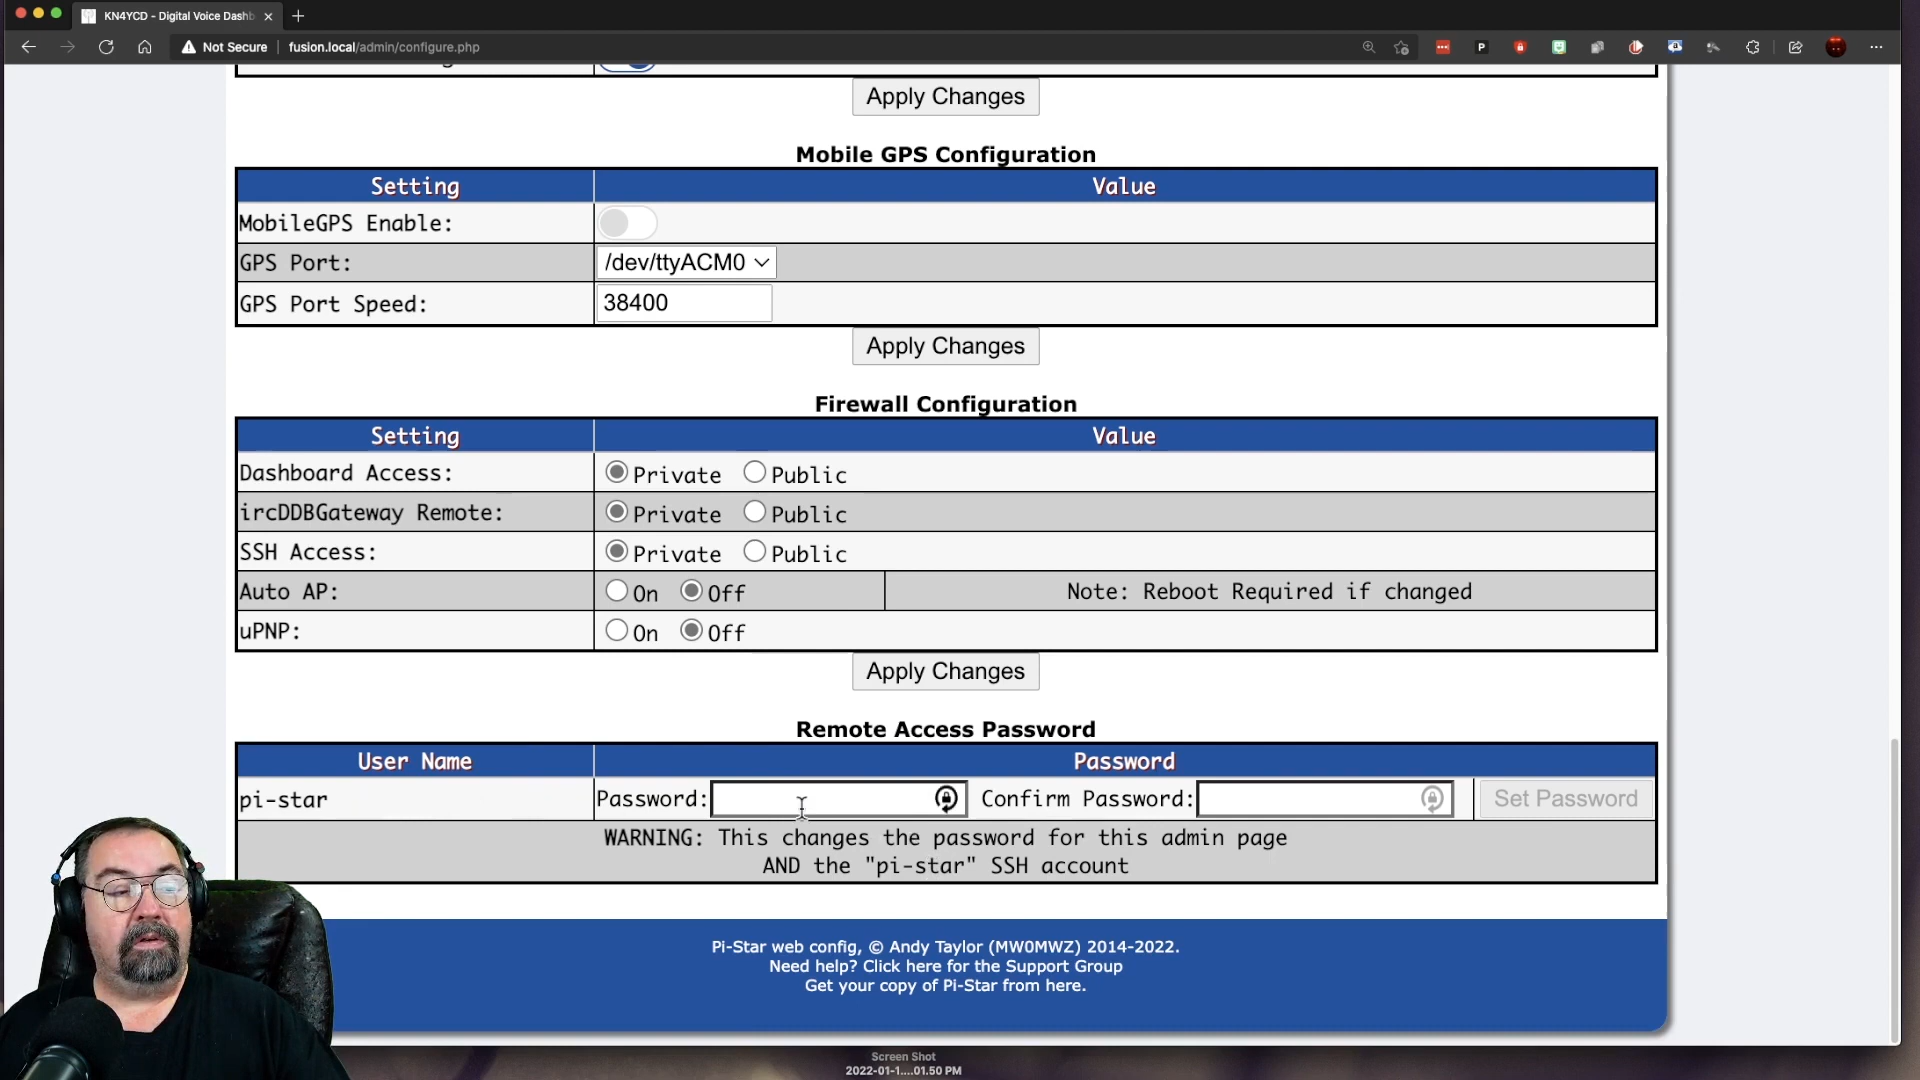 KN4YCD - Digital Voice Dashb
Not Secure
fusion.local/admin/configure.php
Apply Changes
Mobile GPS Configuration
Setting Value
MobileGPS Enable:
GPS Port: /dev/ttyACM0
GPS Port Speed: 38400
Apply Changes
Firewall Configuration
Setting Value
Dashboard Access: Private Public
ircDDBGateway Remote: Private Public
SSH Access: Private Public
Auto AP: On Off Note: Reboot Required if changed
uPNP: On Off
Apply Changes
Remote Access Password
User Name Password
pi-star Password: Confirm Password: Set Password
WARNING: This changes the password for this admin page
AND the "pi-star" SSH account
Pi-Star web config, © Andy Taylor (MW0MWZ) 2014-2022.
Need help? Click here for the Support Group
Get your copy of Pi-Star from here.
Screen Shot
2022-01-1....01.50 PM